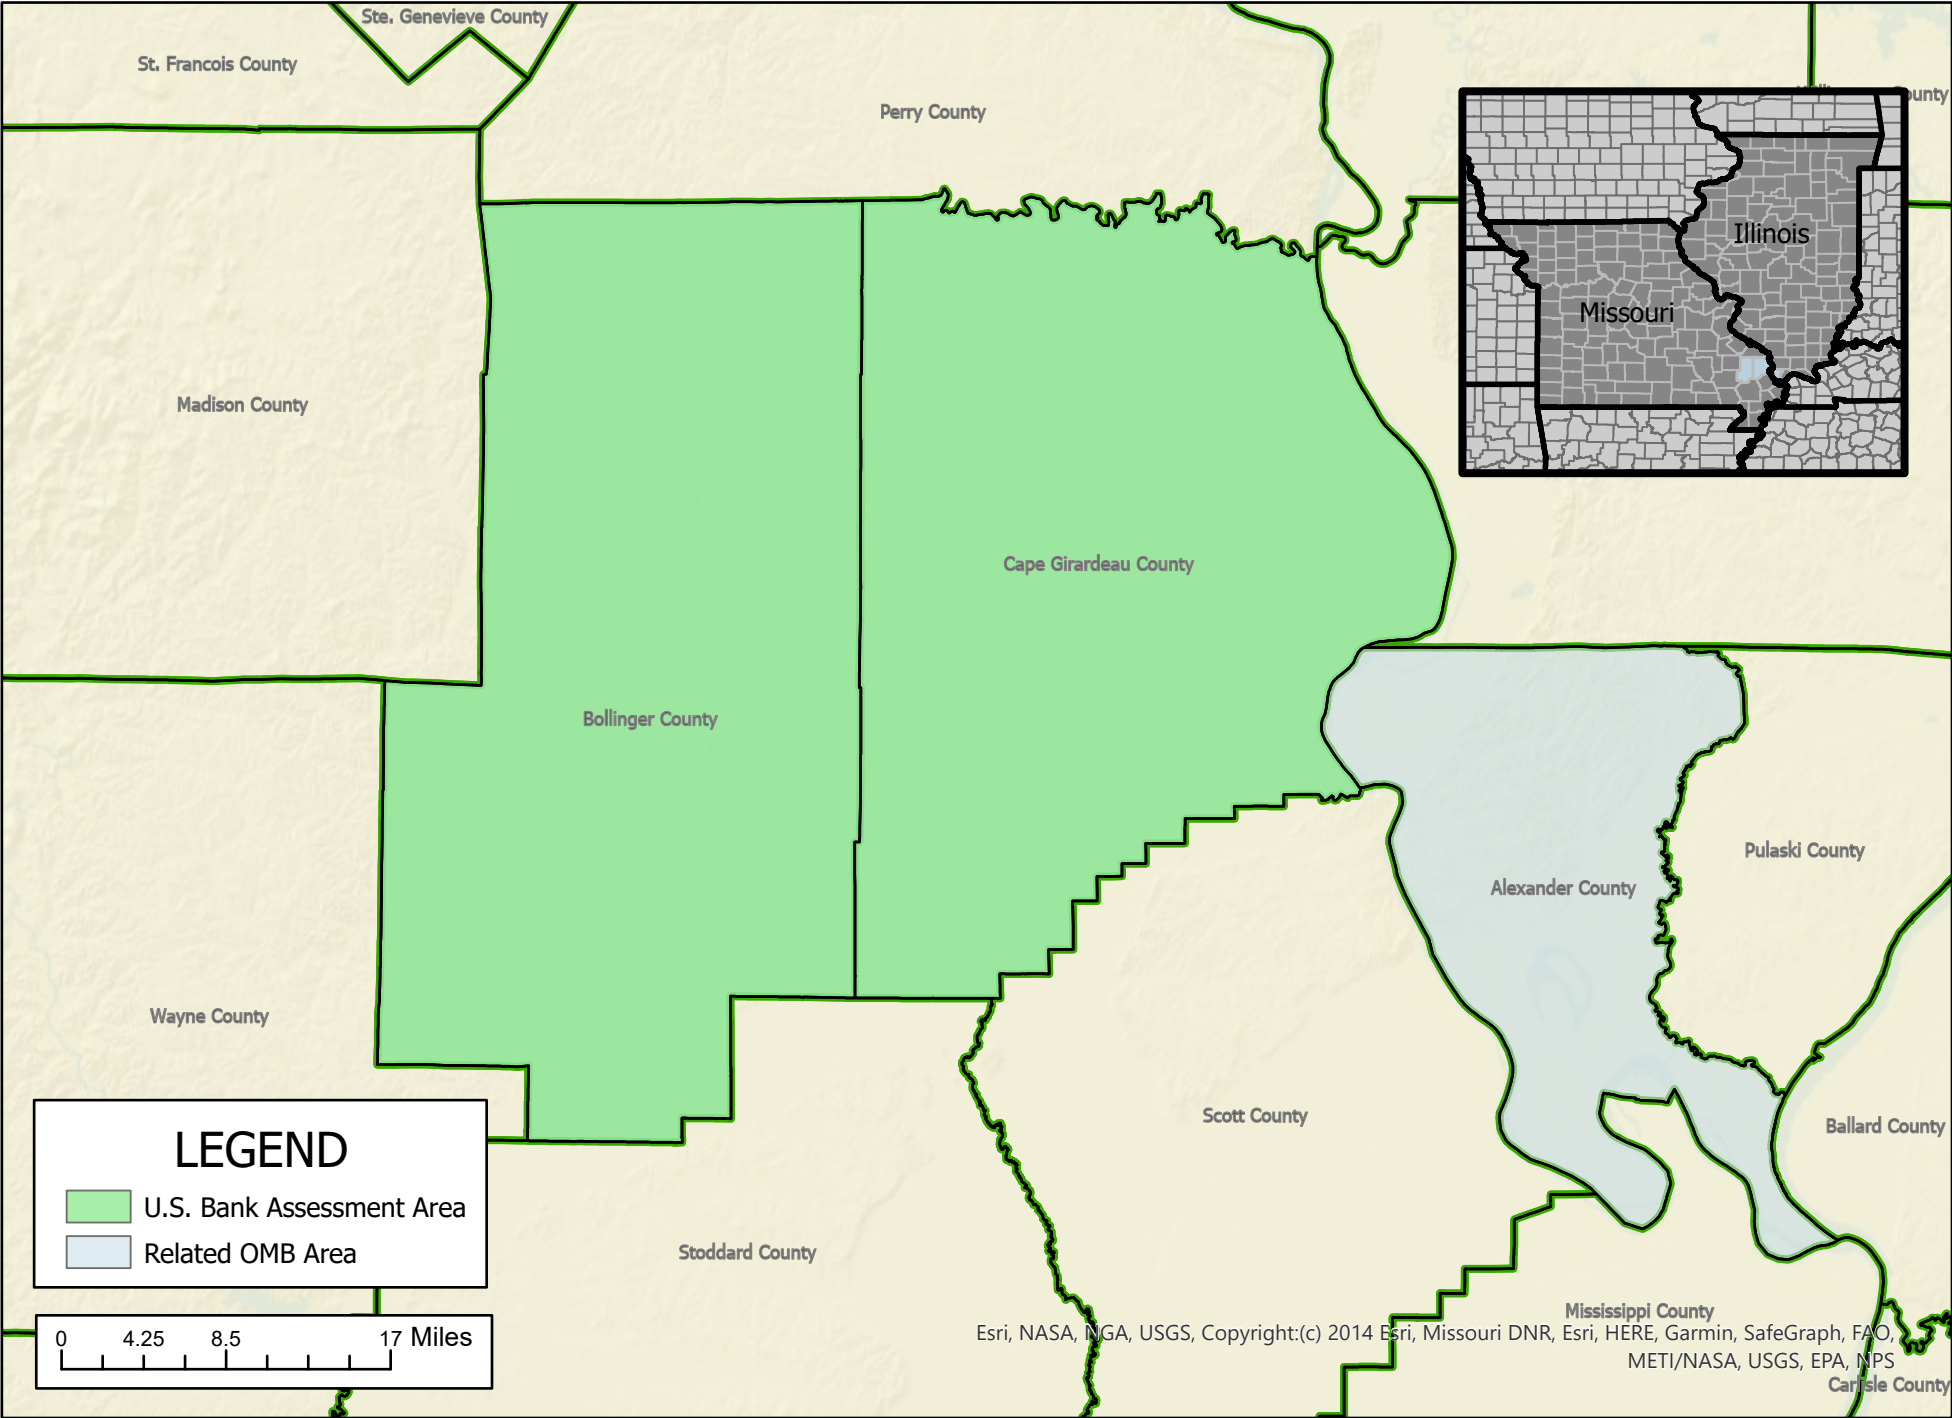 Ste. Genevieve County
St. Francois County
Perry County
County
Illinois
Missouri
Madison County
Cape Girardeau County
Bollinger County
Pulaski County
Alexander County
Wayne County
Scott County
Ballard County
LEGEND
U.S. Bank Assessment Area
Related OMB Area
Stoddard County
Mississippi County
0 4.25 8.5 17 Miles
Esri, NASA, NGA, USGS, Copyright:(c) 2014 Esri, Missouri DNR, Esri, HERE, Garmin, SafeGraph, FAO,
METI/NASA, USGS, EPA, NPS
Carlisle County